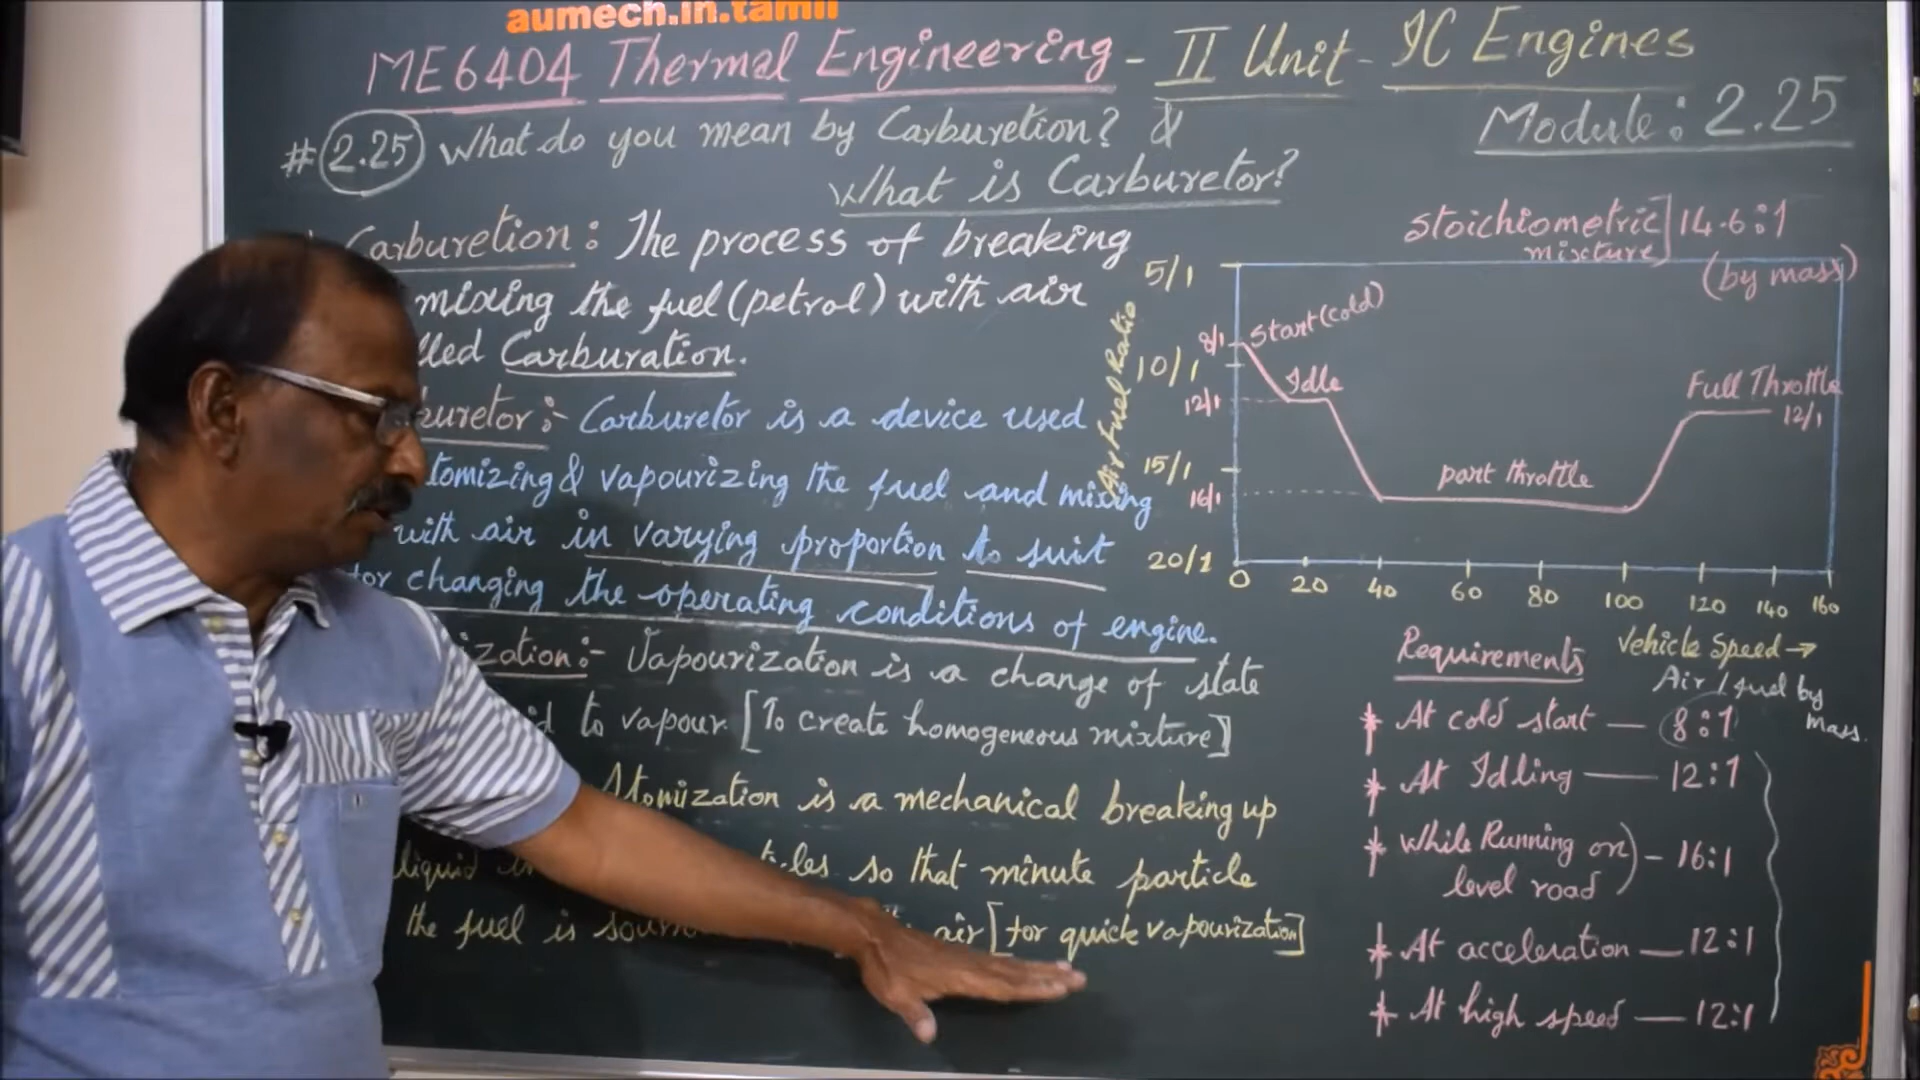 aumech.in.tamil
ME6404 Thermal Engineering - II Unit - IC Engines
# 2.25 What do you mean by Carburetion? &
What is Carburetor?
Module: 2.25
Carburetion: The process of breaking
mixing the fuel (petrol) with air
lled Carburation.
buretor:- Carburetor is a device used
tomizing & vapourizing the fuel and mixing
with air in varying proportion to suit
for changing the operating conditions of engine.
ization:- Vapourization is a change of state
id to vapour [To create homogeneous mixture]
Atomization is a mechanical breaking up
liquid so that minute particle
the fuel is air [for quick vapourization]
Stoichiometric mixture] 14.6:1
(by mass)
Air Fuel Ratio
5/1
8/1
10/1
12/1
15/1
16/1
20/1
Start (cold)
Idle
part throttle
Full Throttle
12/1
0 20 40 60 80 100 120 140 160
Vehicle Speed →
Requirements
Air / fuel by mass.
* At cold start — 8:1
* At Idling — 12:1
* While Running on
level road) - 16:1
* At acceleration — 12:1
* At high speed — 12:1